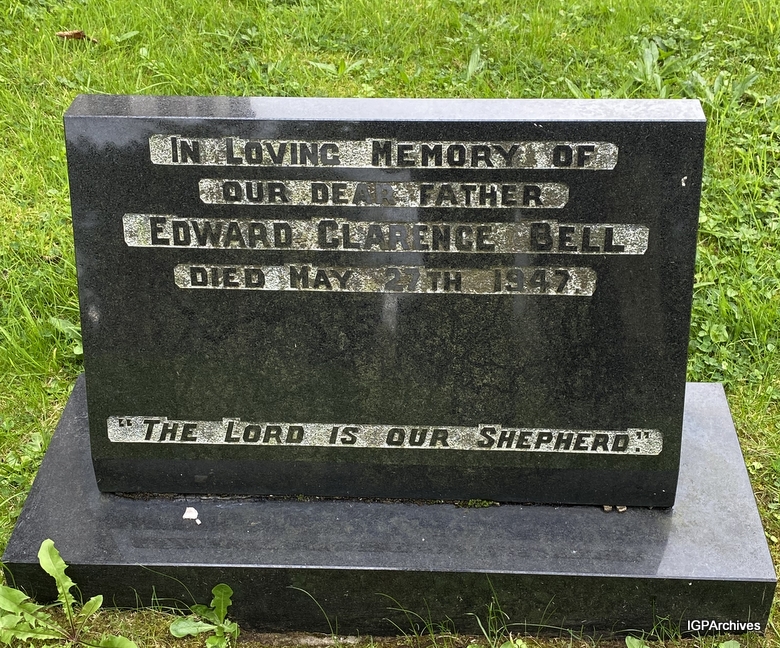 IN LOVING MEMORY OF
OUR DEAR FATHER
EDWARD CLARENCE BELL
DIED MAY 27TH 1947.
"THE LORD IS OUR SHEPHERD."
IGPArchives